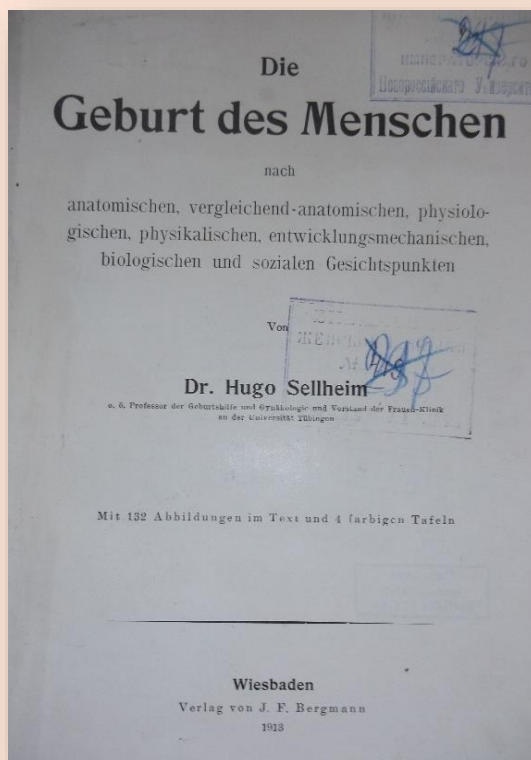 Die
Geburt des Menschen
nach
anatomischen, vergleichend-anatomischen, physiolo-
gischen, physikalischen, entwicklungsmechanischen,
biologischen und sozialen Gesichtspunkten
Von
Dr. Hugo Sellheim
o. ö. Professor der Geburtshilfe und Gynäkologie und Vorstand der Frauen-Klinik
an der Universität Tübingen
Mit 132 Abbildungen im Text und 4 farbigen Tafeln
Wiesbaden
Verlag von J. F. Bergmann
1913